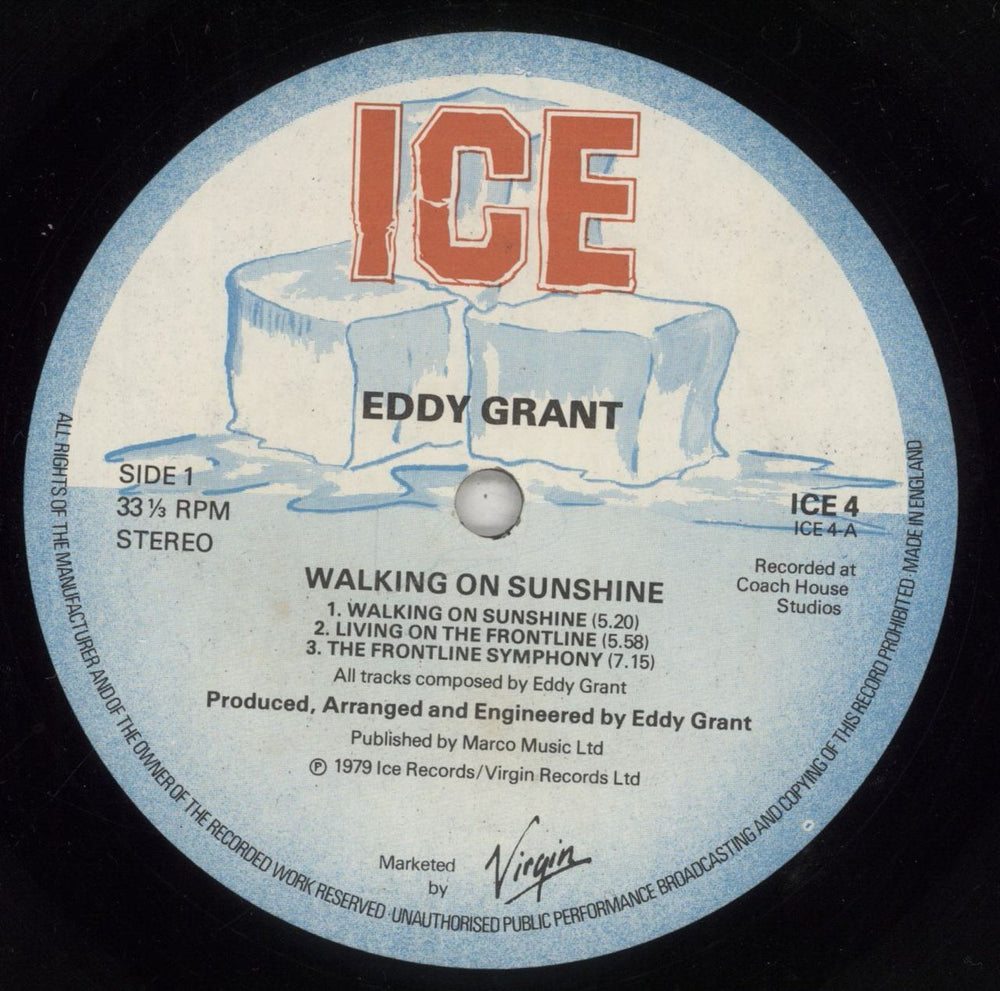 ICE
EDDY GRANT
SIDE 1
33⅓ RPM
STEREO
ICE 4
ICE 4-A
Recorded at
Coach House
Studios
WALKING ON SUNSHINE
1. WALKING ON SUNSHINE (5.20)
2. LIVING ON THE FRONTLINE (5.58)
3. THE FRONTLINE SYMPHONY (7.15)
All tracks composed by Eddy Grant
Produced, Arranged and Engineered by Eddy Grant
Published by Marco Music Ltd
℗ 1979 Ice Records/Virgin Records Ltd
Marketed
by
Virgin
ALL RIGHTS OF THE MANUFACTURER AND OF THE OWNER OF THE RECORDED WORK RESERVED · UNAUTHORISED PUBLIC PERFORMANCE BROADCASTING AND COPYING OF THIS RECORD PROHIBITED · MADE IN ENGLAND